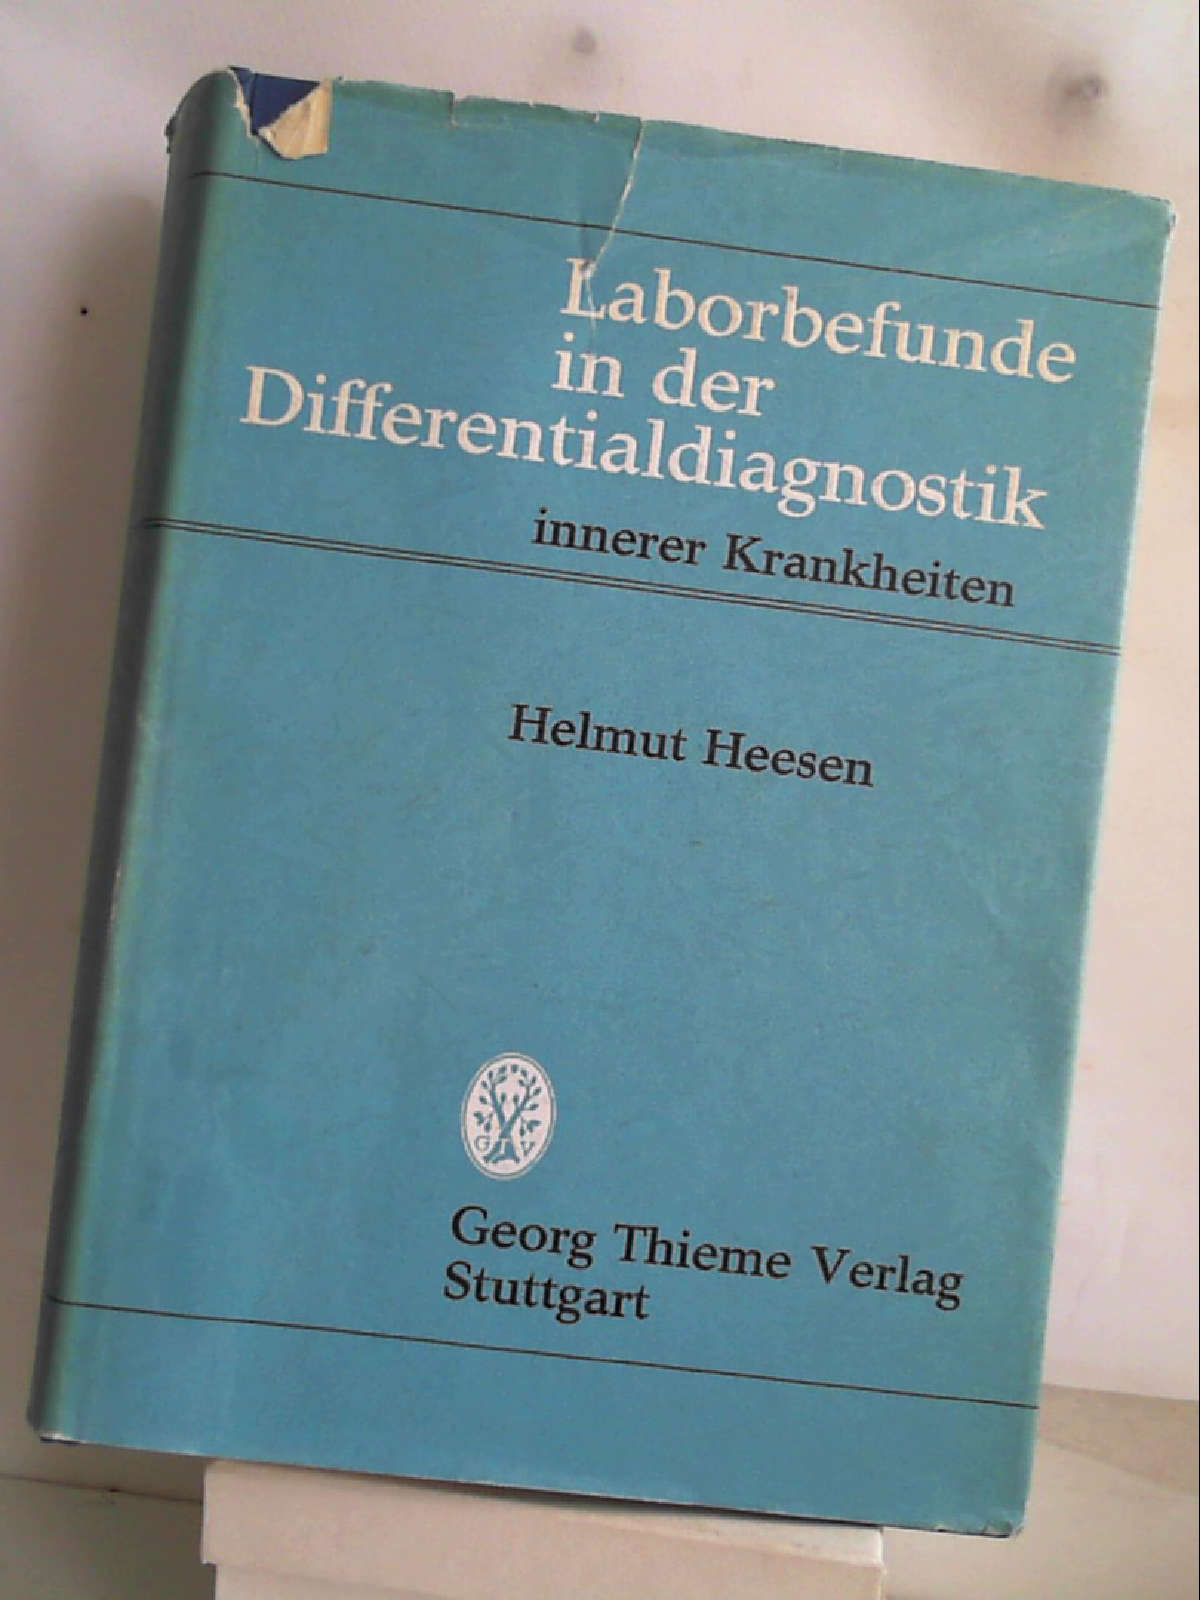 Laborbefunde
in der
Differentialdiagnostik
innerer Krankheiten
Helmut Heesen
G T V
Georg Thieme Verlag
Stuttgart